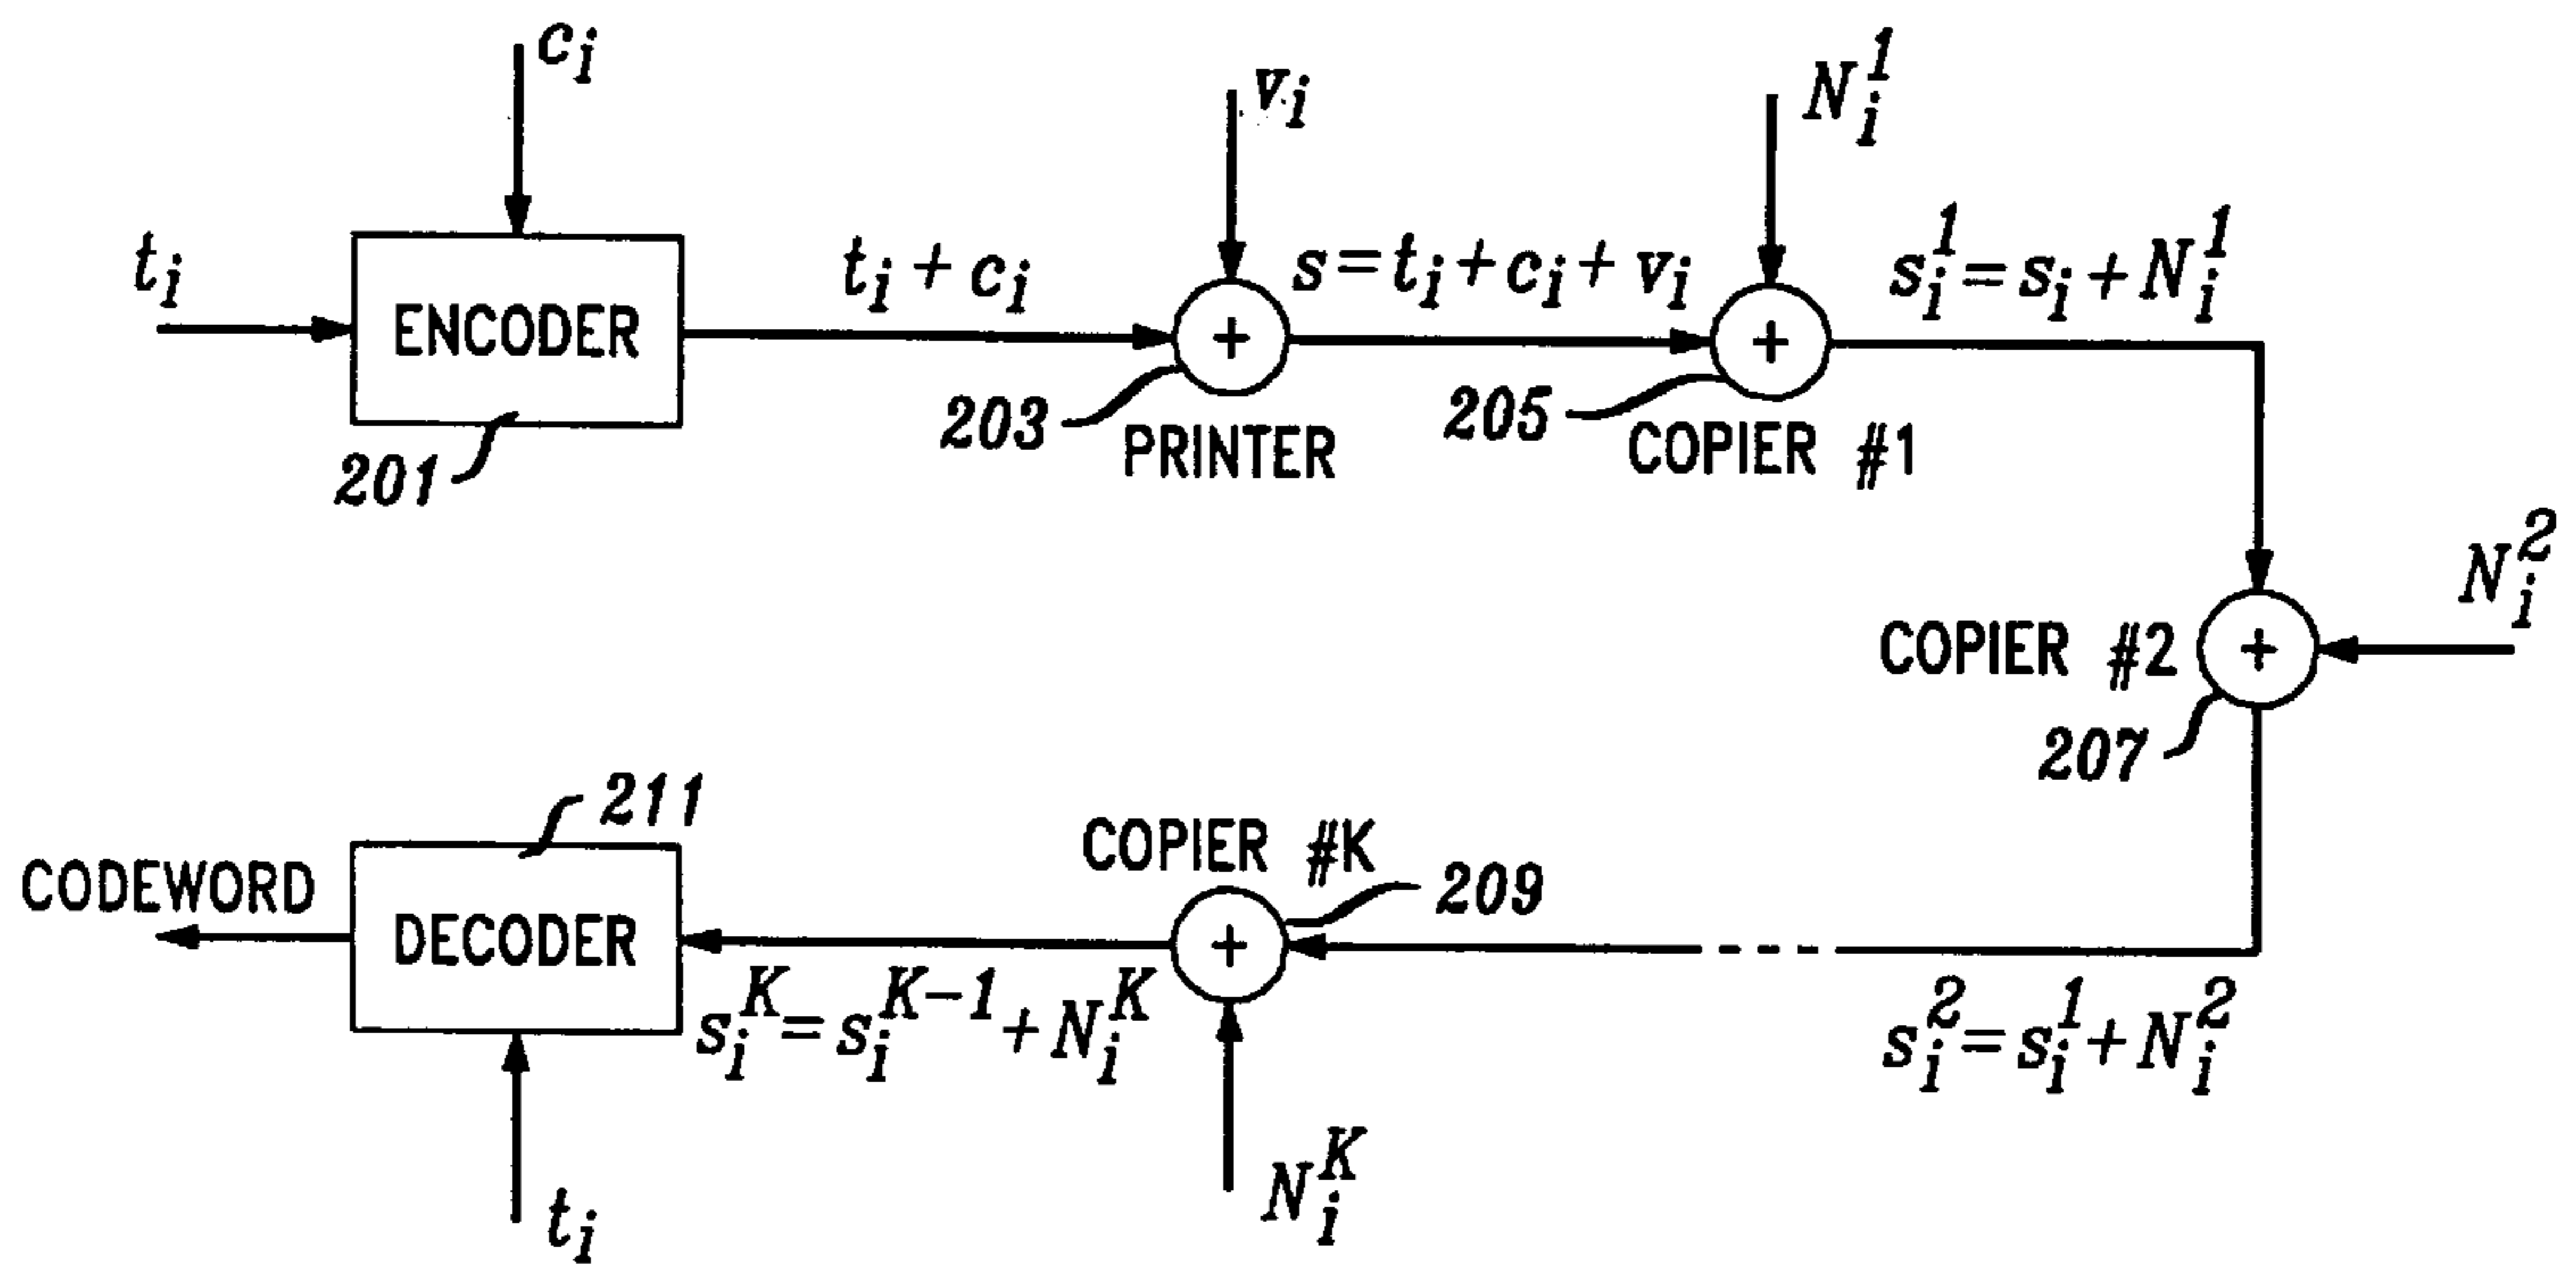 c_i
v_i
N_i^1
t_i
ENCODER
t_i + c_i
s=t_i+c_i+v_i
s_i^1=s_i+N_i^1
201
203
PRINTER
205
COPIER #1
N_i^2
COPIER #2
207
211
COPIER #K
209
CODEWORD
DECODER
s_i^K=s_i^{K-1}+N_i^K
s_i^2=s_i^1+N_i^2
t_i
N_i^K
+
+
+
+